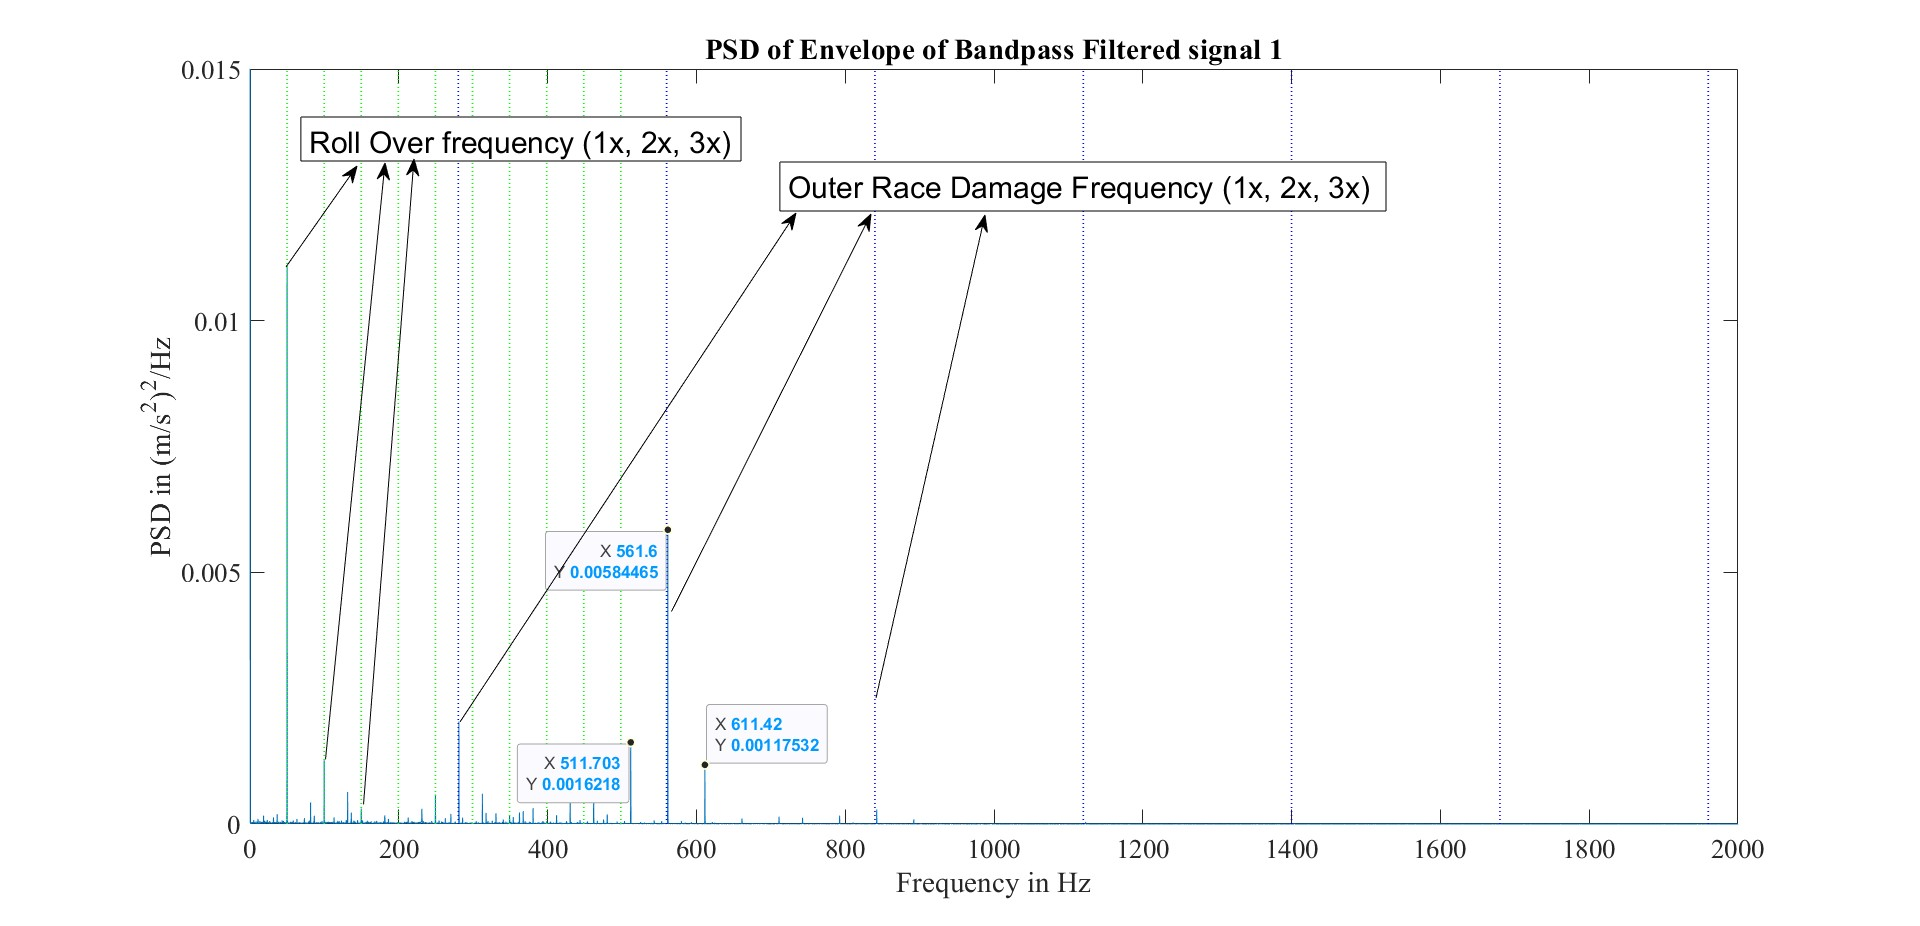 PSD of Envelope of Bandpass Filtered signal 1
0.015
Roll Over frequency (1x, 2x, 3x)
Outer Race Damage Frequency (1x, 2x, 3x)
0.01
PSD in (m/s²)²/Hz
X 561.6
Y 0.00584465
0.005
X 611.42
Y 0.00117532
X 511.703
Y 0.0016218
0
0 200 400 600 800 1000 1200 1400 1600 1800 2000
Frequency in Hz